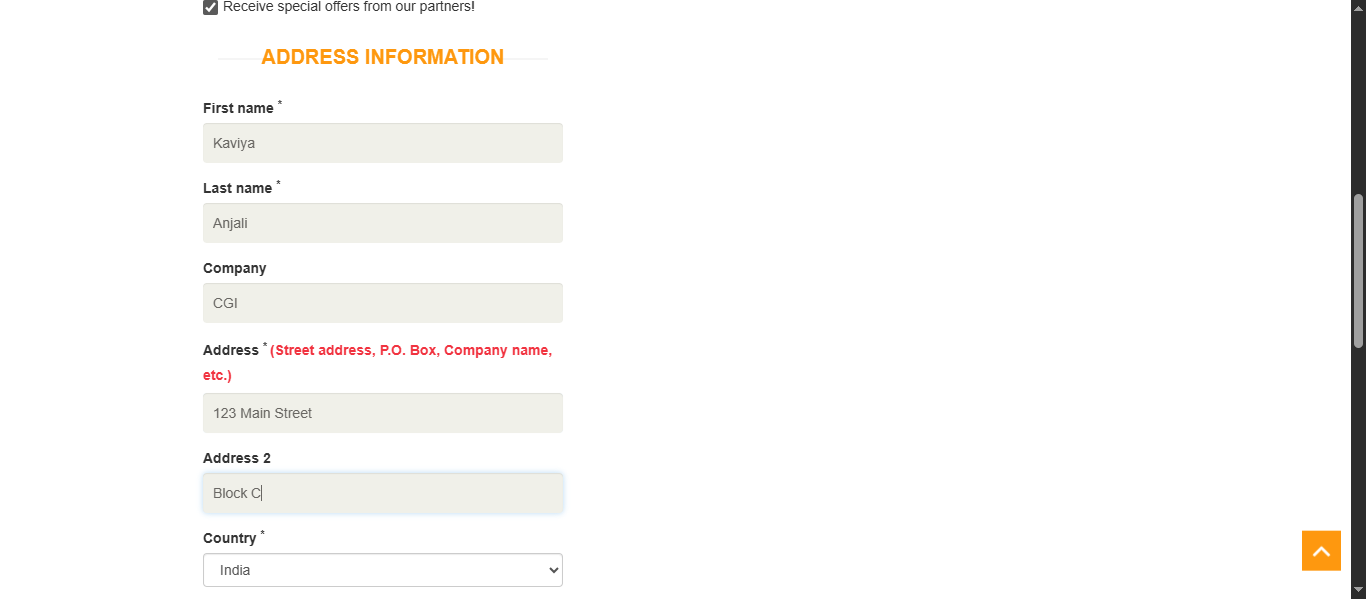 Receive special offers from our partners!
ADDRESS INFORMATION
First name *
Kaviya
Last name *
Anjali
Company
CGI
Address * (Street address, P.O. Box, Company name,
etc.)
123 Main Street
Address 2
Block C
Country *
India